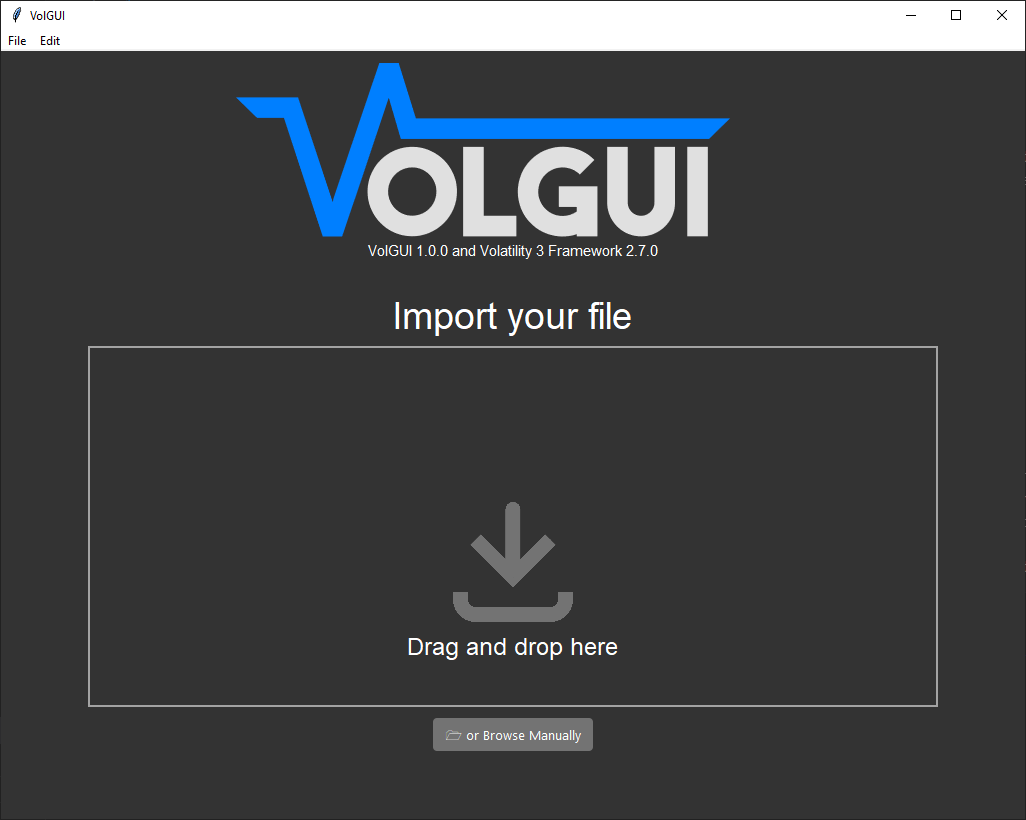 VolGUI
File Edit
VOLGUI
VolGUI 1.0.0 and Volatility 3 Framework 2.7.0
Import your file
Drag and drop here
or Browse Manually